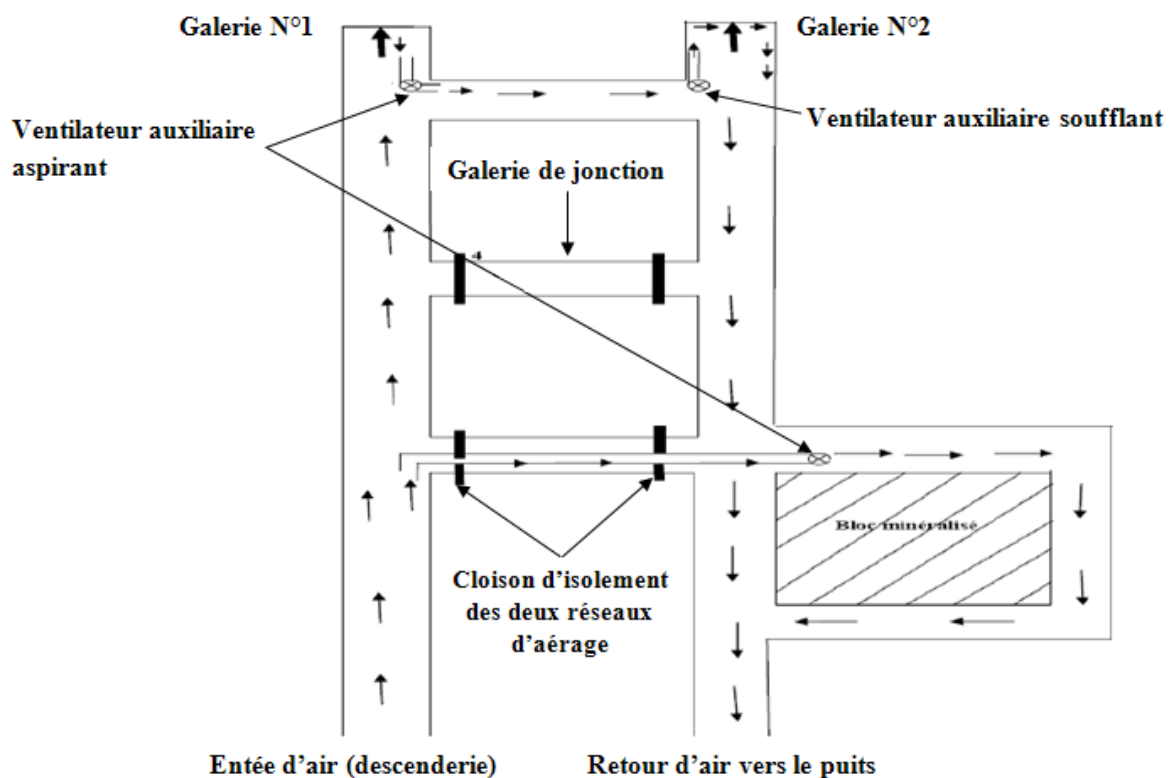 Galerie N°1
Galerie N°2
Ventilateur auxiliaire
aspirant
Ventilateur auxiliaire soufflant
Galerie de jonction
4
Bloc minéralisé
Cloison d'isolement
des deux réseaux
d'aérage
Entée d'air (descenderie)
Retour d'air vers le puits